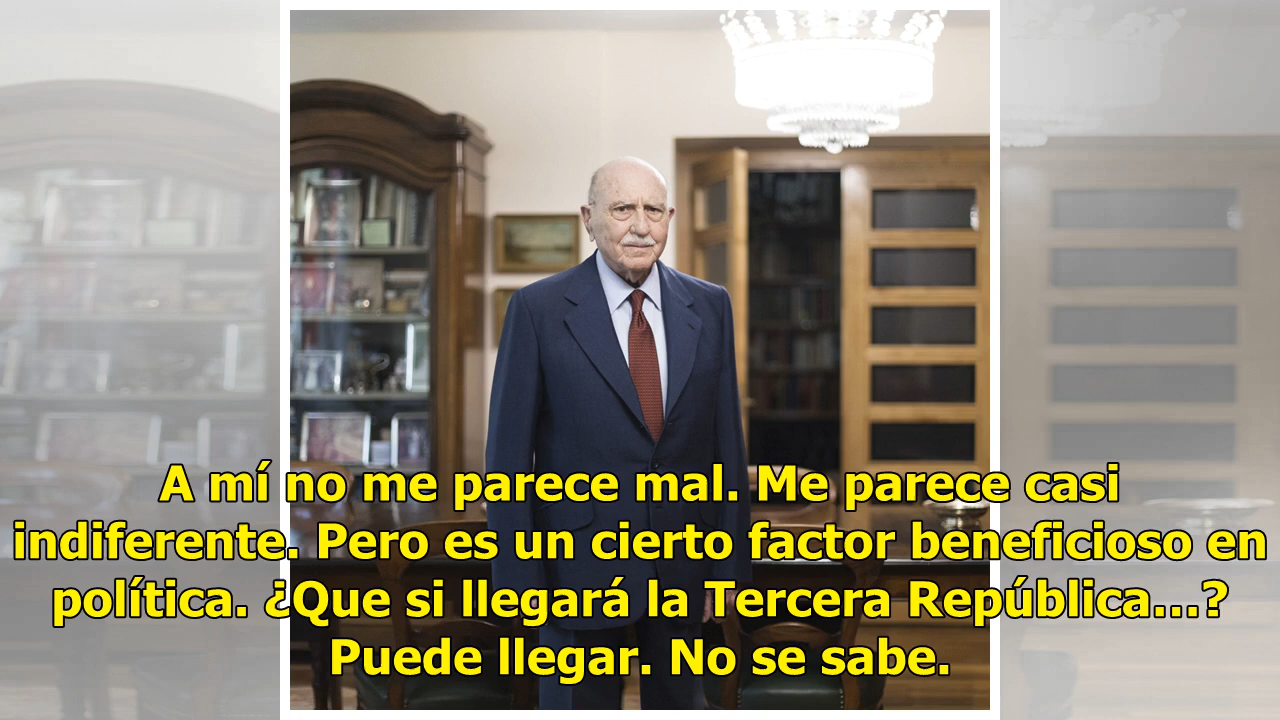 A mí no me parece mal. Me parece casi
indiferente. Pero es un cierto factor beneficioso en
política. ¿Que si llegará la Tercera República...?
Puede llegar. No se sabe.